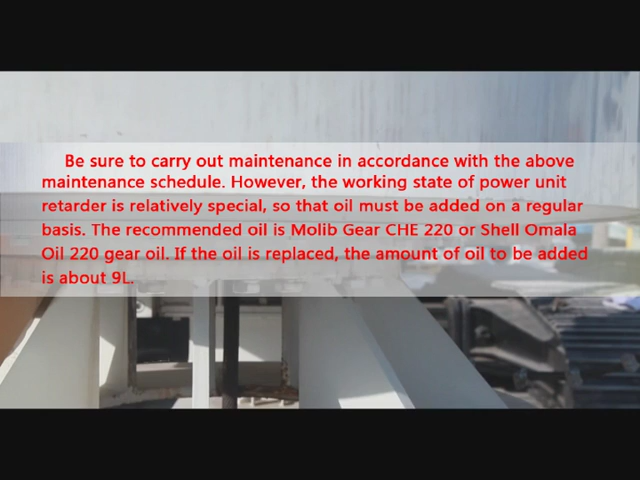 Be sure to carry out maintenance in accordance with the above
maintenance schedule. However, the working state of power unit
retarder is relatively special, so that oil must be added on a regular
basis. The recommended oil is Molib Gear CHE 220 or Shell Omala
Oil 220 gear oil. If the oil is replaced, the amount of oil to be added
is about 9L.